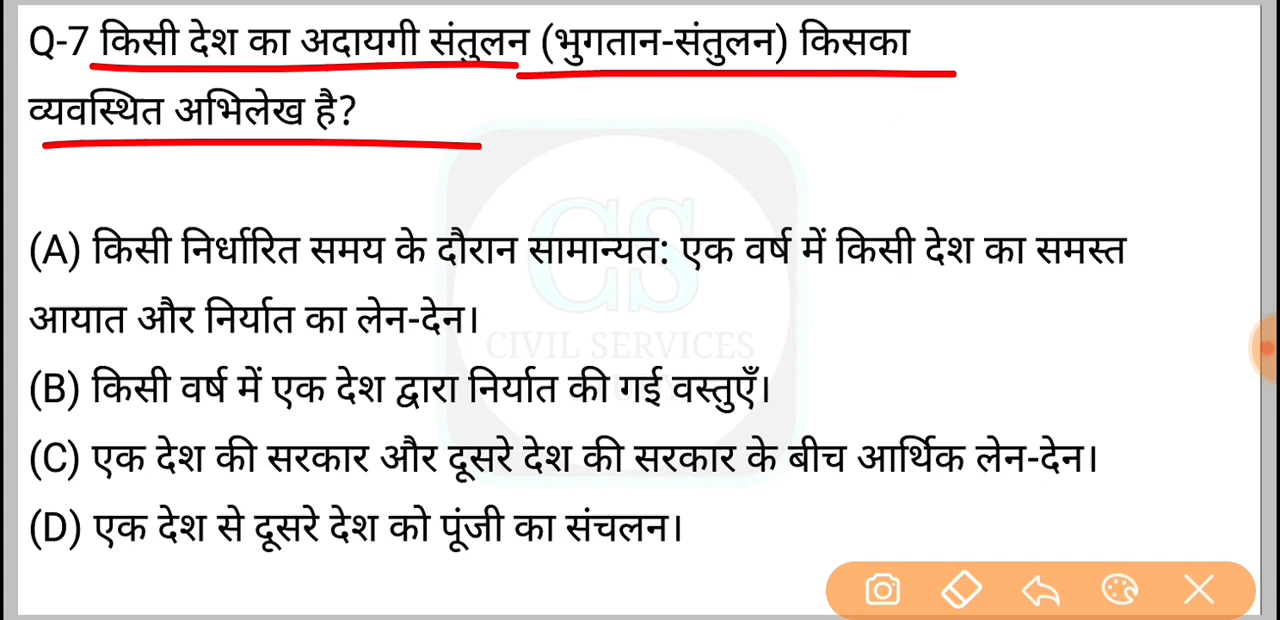 Q-7 किसी देश का अदायगी संतुलन (भुगतान-संतुलन) किसका
व्यवस्थित अभिलेख है?
(A) किसी निर्धारित समय के दौरान सामान्यत: एक वर्ष में किसी देश का समस्त
आयात और निर्यात का लेन-देन।
(B) किसी वर्ष में एक देश द्वारा निर्यात की गई वस्तुएँ।
(C) एक देश की सरकार और दूसरे देश की सरकार के बीच आर्थिक लेन-देन।
(D) एक देश से दूसरे देश को पूंजी का संचलन।
CS
CIVIL SERVICES